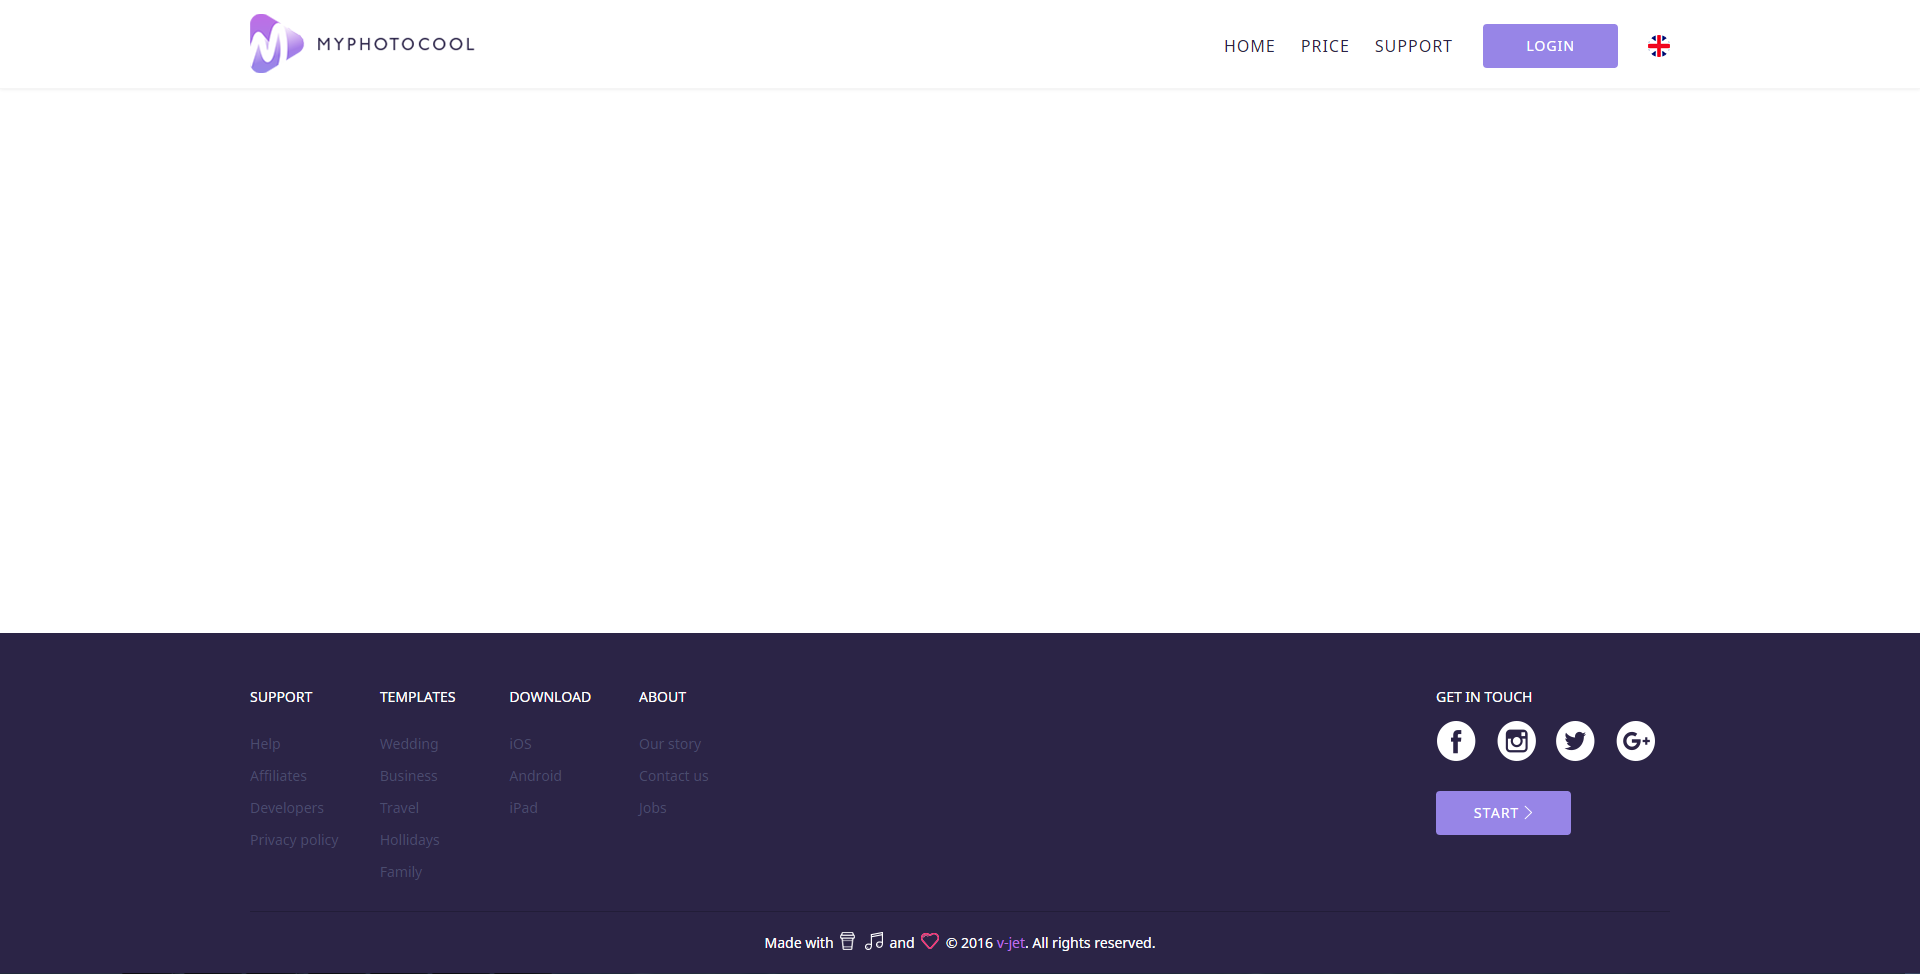 MYPHOTOCOOL
HOME PRICE SUPPORT LOGIN
SUPPORT TEMPLATES DOWNLOAD ABOUT GET IN TOUCH
Help Wedding iOS Our story
Affiliates Business Android Contact us
Developers Travel iPad Jobs
Privacy policy Hollidays
Family
START
Made with and © 2016 v-jet. All rights reserved.